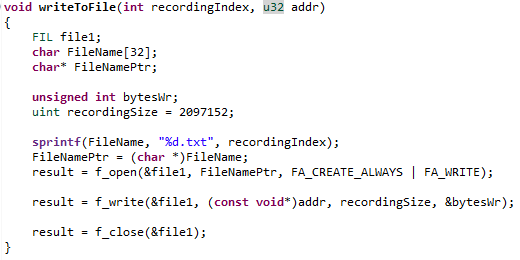 void writeToFile(int recordingIndex, u32 addr)
{
    FIL file1;
    char FileName[32];
    char* FileNamePtr;

    unsigned int bytesWr;
    uint recordingSize = 2097152;

    sprintf(FileName, "%d.txt", recordingIndex);
    FileNamePtr = (char *)FileName;
    result = f_open(&file1, FileNamePtr, FA_CREATE_ALWAYS | FA_WRITE);

    result = f_write(&file1, (const void*)addr, recordingSize, &bytesWr);

    result = f_close(&file1);
}